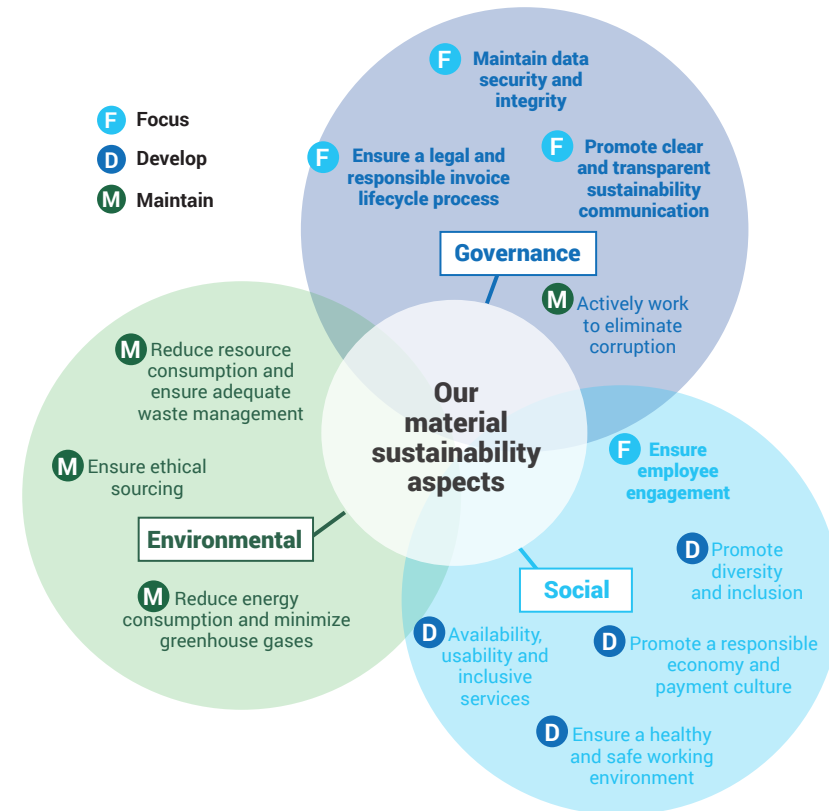 F Focus
D Develop
M Maintain
F Maintain data
security and
integrity
F Ensure a legal and
responsible invoice
lifecycle process
F Promote clear
and transparent
sustainability
communication
Governance
M Actively work
to eliminate
corruption
Our
material
sustainability
aspects
M Reduce resource
consumption and
ensure adequate
waste management
M Ensure ethical
sourcing
Environmental
M Reduce energy
consumption and minimize
greenhouse gases
F Ensure
employee
engagement
D Promote
diversity
and inclusion
Social
D Availability,
usability and
inclusive
services
D Promote a responsible
economy and
payment culture
D Ensure a healthy
and safe working
environment